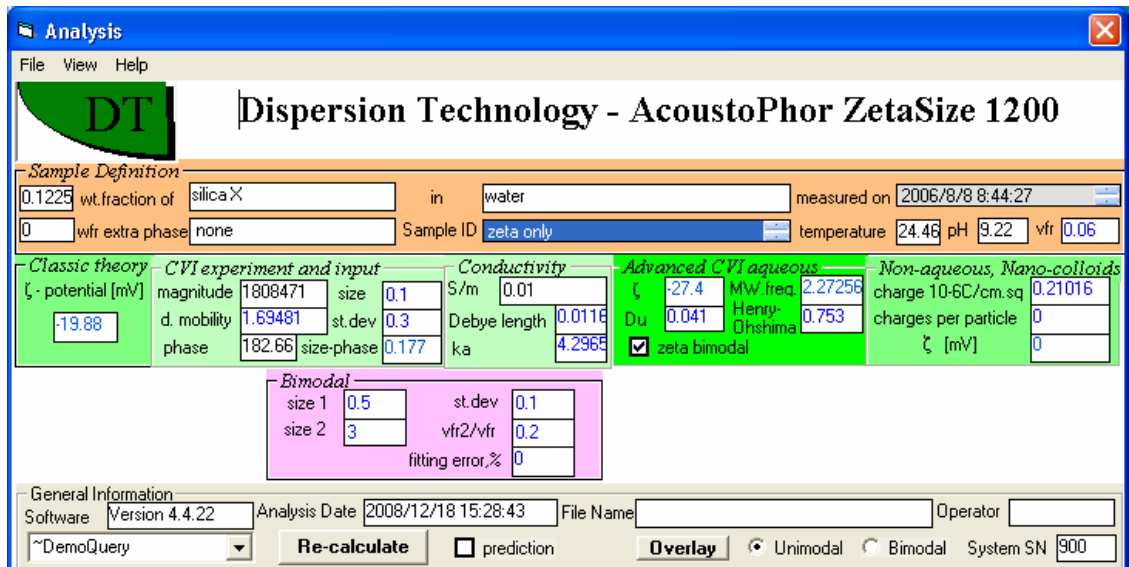 Analysis
File View Help
DT Dispersion Technology - AcoustoPhor ZetaSize 1200
Sample Definition
0.1225 wt.fraction of silica X in water measured on 2006/8/8 8:44:27
0 wfr extra phase none Sample ID zeta only temperature 24.46 pH 9.22 vfr 0.06
Classic theory CVI experiment and input Conductivity Advanced CVI aqueous Non-aqueous, Nano-colloids
ζ - potential [mV] magnitude 1808471 size 0.1 S/m 0.01 ζ -27.4 MW.freq. 2.27256 charge 10-6C/cm.sq 0.21016
-19.88 d. mobility 1.69481 st.dev 0.3 Debye length 0.0116 Du 0.041 Henry-Ohshima 0.753 charges per particle 0
phase 182.66 size-phase 0.177 ka 4.2965 zeta bimodal ζ [mV] 0
Bimodal
size 1 0.5 st.dev 0.1
size 2 3 vfr2/vfr 0.2
fitting error,% 0
General Information
Software Version 4.4.22 Analysis Date 2008/12/18 15:28:43 File Name Operator
~DemoQuery Re-calculate prediction Overlay Unimodal Bimodal System SN 900